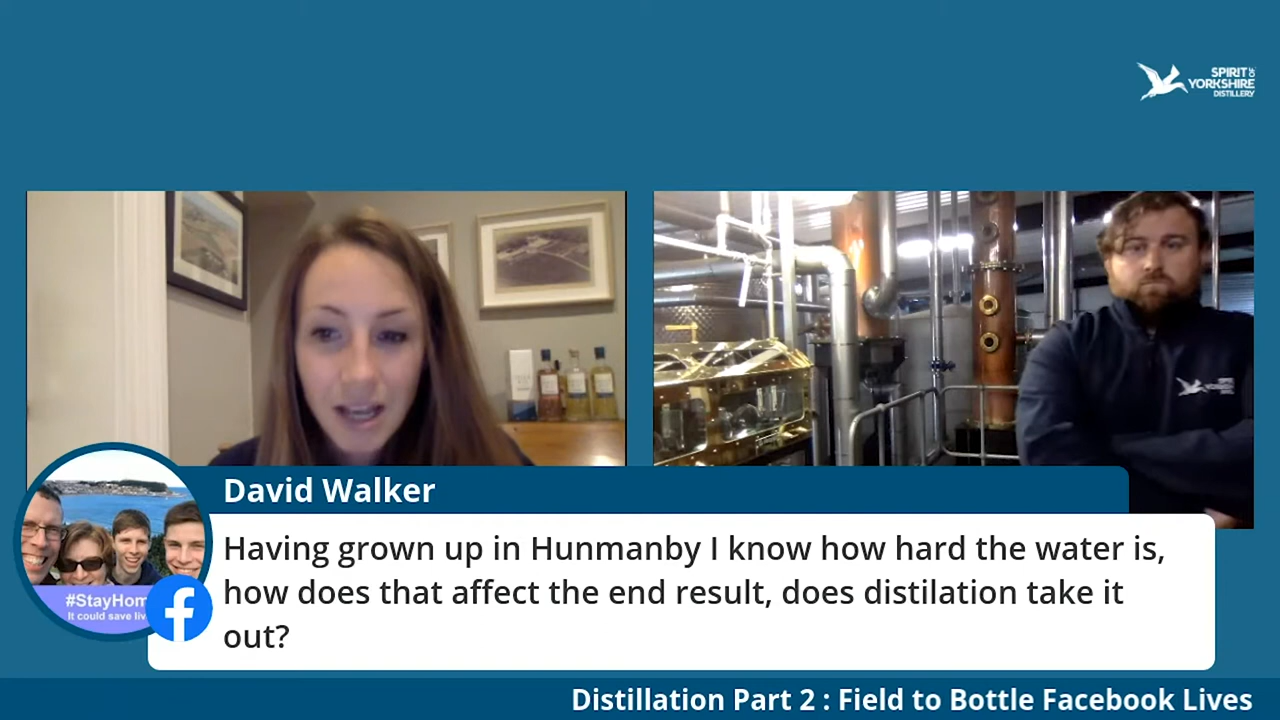 SPIRIT OF
YORKSHIRE
DISTILLERY
SPIRIT
YORKSHIRE
David Walker
Having grown up in Hunmanby I know how hard the water is,
how does that affect the end result, does distilation take it
out?
#StayHom
It could save liv
Distillation Part 2 : Field to Bottle Facebook Lives